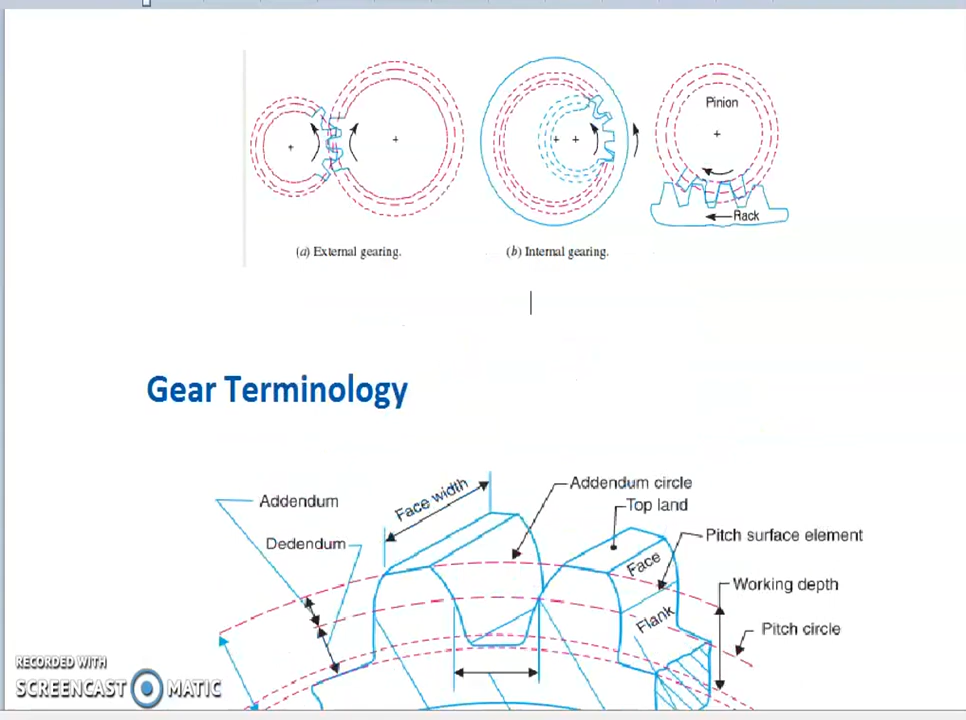 Pinion
Rack
(a) External gearing.
(b) Internal gearing.
Gear Terminology
Addendum
Dedendum
Face width
Addendum circle
Top land
Pitch surface element
Face
Working depth
Flank
Pitch circle
RECORDED WITH
SCREENCAST MATIC